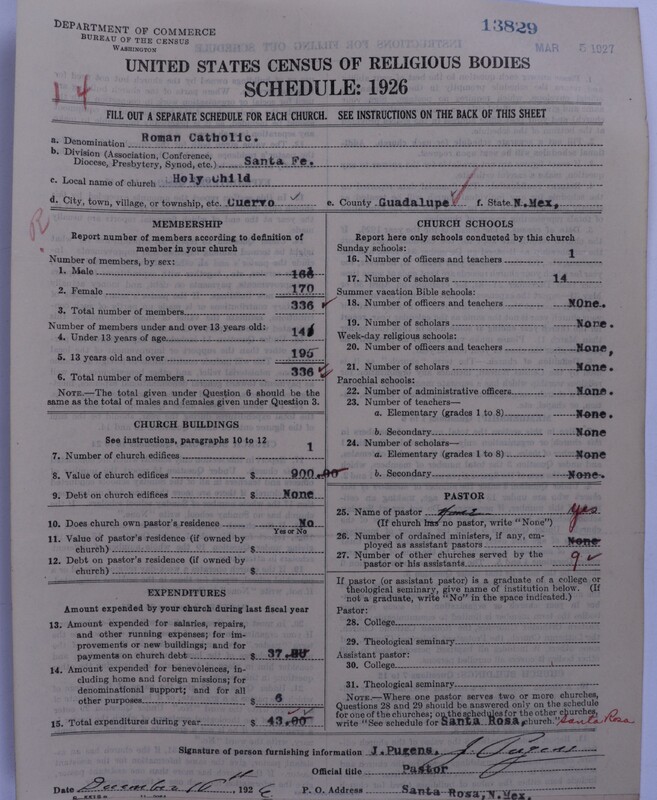 DEPARTMENT OF COMMERCE
BUREAU OF THE CENSUS
WASHINGTON
13829
MAR 5 1927
UNITED STATES CENSUS OF RELIGIOUS BODIES
SCHEDULE: 1926
1 4
FILL OUT A SEPARATE SCHEDULE FOR EACH CHURCH. SEE INSTRUCTIONS ON THE BACK OF THIS SHEET
a. Denomination Roman Catholic.
b. Division (Association, Conference,
Diocese, Presbytery, Synod, etc.) Santa Fe.
c. Local name of church Holy Child
d. City, town, village, or township, etc. Cuervo e. County Guadalupe f. State N.Mex,
R
MEMBERSHIP
Report number of members according to definition of
member in your church
Number of members, by sex:
1. Male 166
2. Female 170
3. Total number of members 336
Number of members under and over 13 years old:
4. Under 13 years of age 141
5. 13 years old and over 195
6. Total number of members 336
NOTE.—The total given under Question 6 should be
same as the total of males and females given under Question 3.
CHURCH BUILDINGS
See instructions, paragraphs 10 to 12
7. Number of church edifices 1
8. Value of church edifices $ 900.00
9. Debt on church edifices $ None
10. Does church own pastor's residence No
Yes or No
11. Value of pastor's residence (if owned by
church) $
12. Debt on pastor's residence (if owned by
church) $
EXPENDITURES
Amount expended by your church during last fiscal year
13. Amount expended for salaries, repairs,
and other running expenses; for im-
provements or new buildings; and for
payments on church debt $ 37.
14. Amount expended for benevolences, in-
cluding home and foreign missions; for
denominational support; and for all
other purposes $ 6
15. Total expenditures during year $ 43.00
CHURCH SCHOOLS
Report here only schools conducted by this church
Sunday schools:
16. Number of officers and teachers 1
17. Number of scholars 14
Summer vacation Bible schools:
18. Number of officers and teachers NOne.
19. Number of scholars None.
Week-day religious schools:
20. Number of officers and teachers None,
21. Number of scholars None.
Parochial schools:
22. Number of administrative officers None.
23. Number of teachers—
a. Elementary (grades 1 to 8) None.
b. Secondary None
24. Number of scholars—
a. Elementary (grades 1 to 8) None
b. Secondary None.
PASTOR
25. Name of pastor None yes
(If church has no pastor, write "None")
26. Number of ordained ministers, if any, em-
ployed as assistant pastors None
27. Number of other churches served by the
pastor or his assistants 9
If pastor (or assistant pastor) is a graduate of a college or
theological seminary, give name of institution below. (If
not a graduate, write "No" in the space indicated.)
Pastor:
28. College
29. Theological seminary
Assistant pastor:
30. College
31. Theological seminary
NOTE.—Where one pastor serves two or more churches,
Questions 28 and 29 should be answered only on the schedule
for one of the churches; on the schedules for the other churches,
write "See schedule for Santa Rosa, church." Santa Rosa
Signature of person furnishing information J.Pugens. J. Pugens
Official title Pastor
Date December 16th 1926 P. O. Address Santa Rosa, N.Mex.